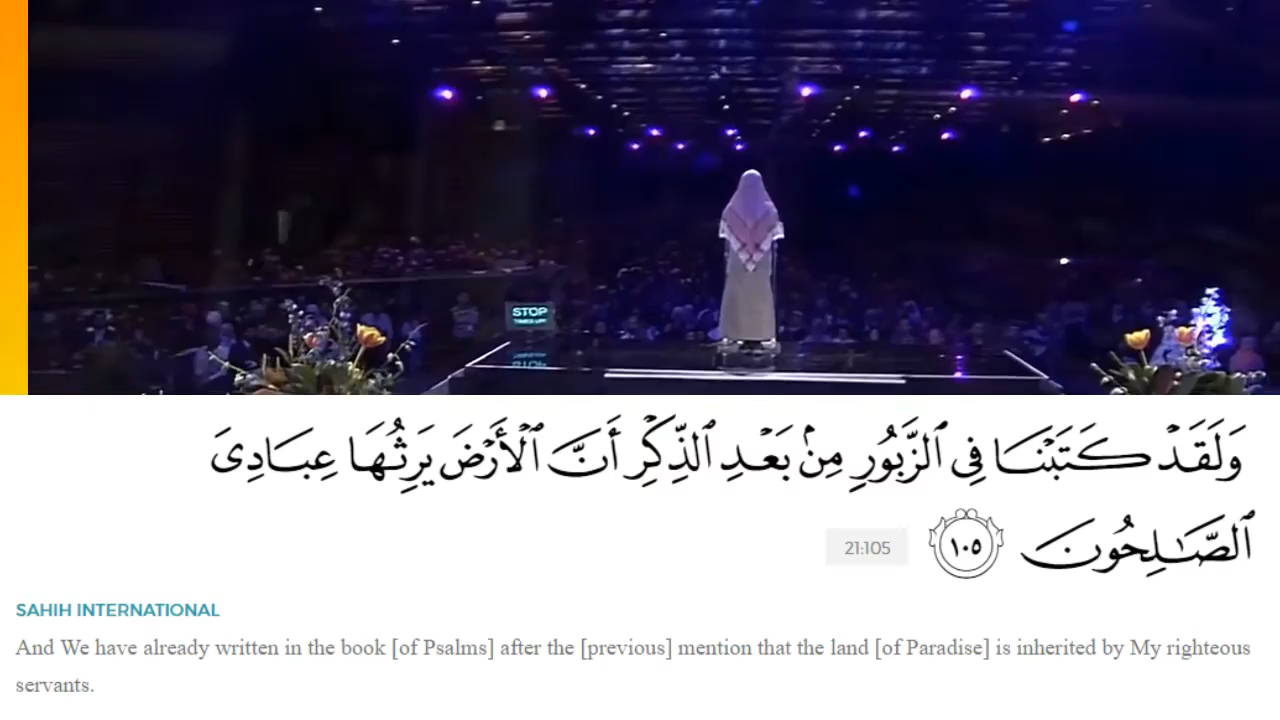 STOP
وَلَقَدْ كَتَبْنَا فِى ٱلزَّبُورِ مِنۢ بَعْدِ ٱلذِّكْرِ أَنَّ ٱلْأَرْضَ يَرِثُهَا عِبَادِىَ
ٱلصَّـٰلِحُونَ ١٠٥
21:105
SAHIH INTERNATIONAL
And We have already written in the book [of Psalms] after the [previous] mention that the land [of Paradise] is inherited by My righteous
servants.